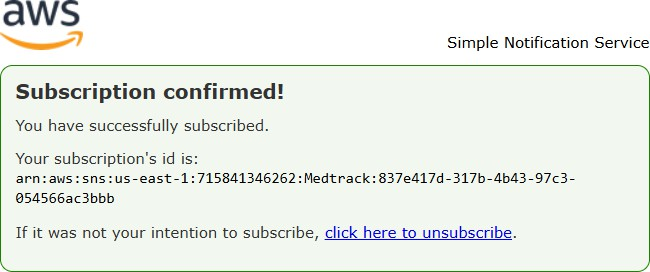 aws
Simple Notification Service
Subscription confirmed!
You have successfully subscribed.
Your subscription's id is:
arn:aws:sns:us-east-1:715841346262:Medtrack:837e417d-317b-4b43-97c3-
054566ac3bbb
If it was not your intention to subscribe, click here to unsubscribe.